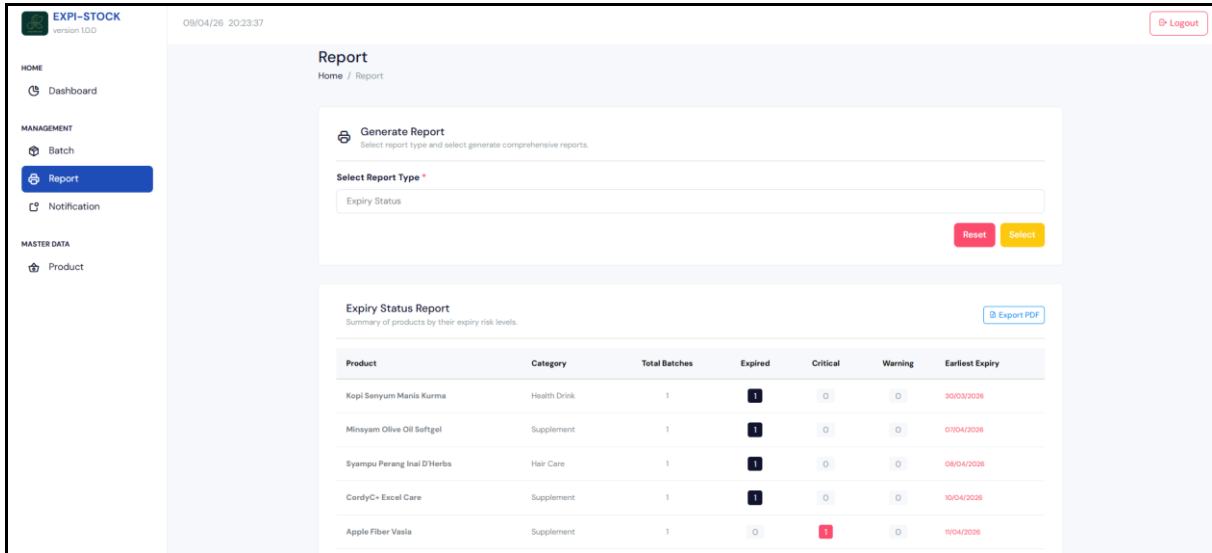 EXPI-STOCK
version 1.0.0
09/04/26 20:23:37
Logout
HOME
Dashboard
MANAGEMENT
Batch
Report
Notification
MASTER DATA
Product
Report
Home / Report
Generate Report
Select report type and select generate comprehensive reports.
Select Report Type *
Expiry Status
Reset Select
Expiry Status Report
Summary of products by their expiry risk levels.
Export PDF
Product Category Total Batches Expired Critical Warning Earliest Expiry
Kopi Senyum Manis Kurma Health Drink 1 1 0 0 30/03/2026
Minsyam Olive Oil Softgel Supplement 1 1 0 0 07/04/2026
Syampu Perang Inai D'Herbs Hair Care 1 1 0 0 08/04/2026
CordyC+ Excel Care Supplement 1 1 0 0 10/04/2026
Apple Fiber Vasia Supplement 1 0 1 0 11/04/2026